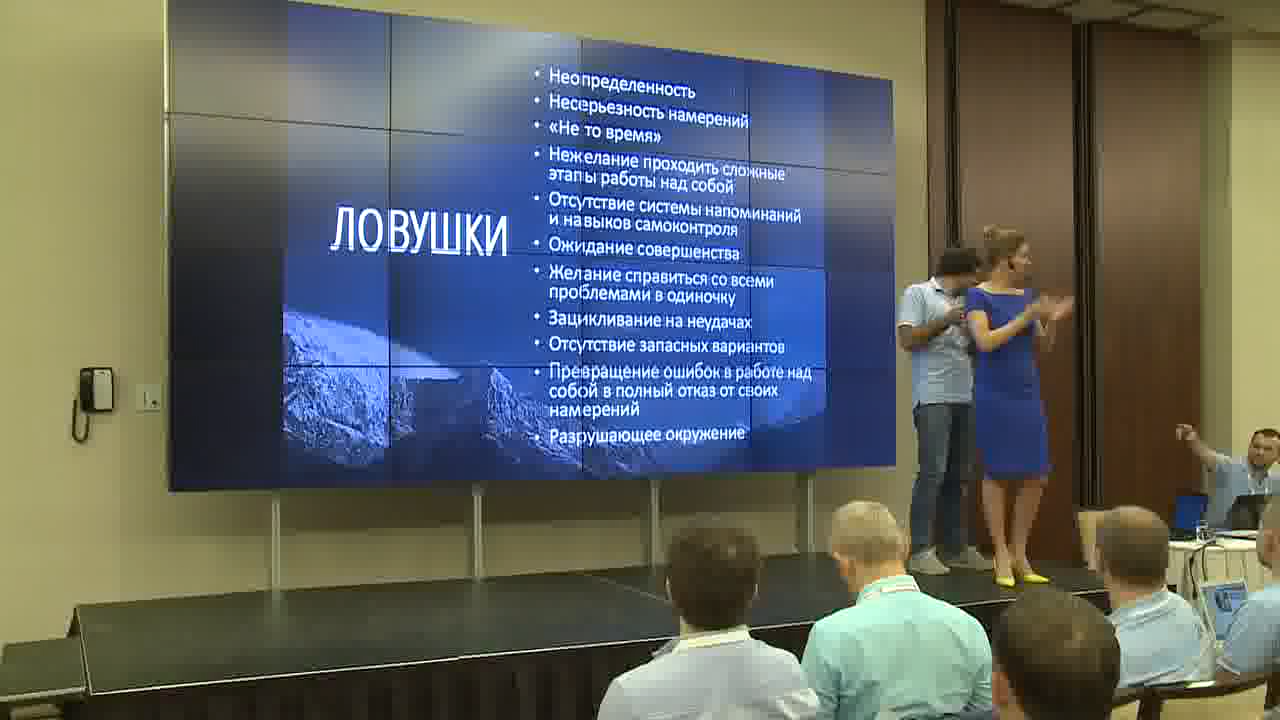 ЛОВУШКИ
• Неопределенность
• Несерьезность намерений
• «Не то время»
• Нежелание проходить сложные
этапы работы над собой
• Отсутствие системы напоминаний
и навыков самоконтроля
• Ожидание совершенства
• Желание справиться со всеми
проблемами в одиночку
• Зацикливание на неудачах
• Отсутствие запасных вариантов
• Превращение ошибок в работе над
собой в полный отказ от своих
намерений
• Разрушающее окружение